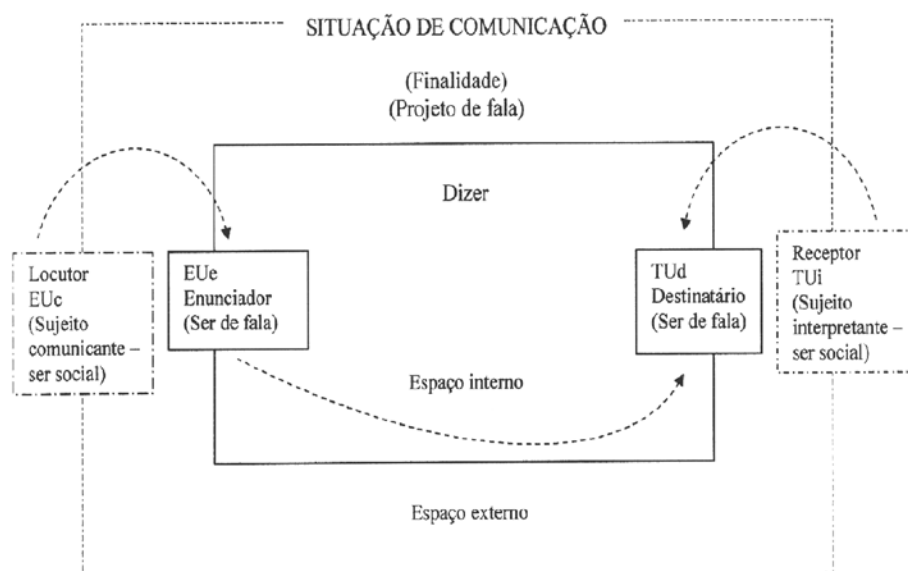 SITUAÇÃO DE COMUNICAÇÃO
(Finalidade)
(Projeto de fala)
Dizer
Locutor
EUc
(Sujeito
comunicante –
ser social)
EUe
Enunciador
(Ser de fala)
TUd
Destinatário
(Ser de fala)
Receptor
TUi
(Sujeito
interpretante –
ser social)
Espaço interno
Espaço externo